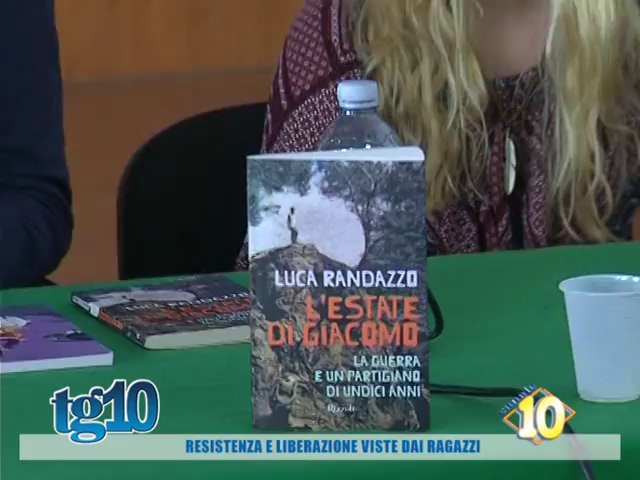 LUCA RANDAZZO
L'ESTATE
DI GIACOMO
LA GUERRA
E UN PARTIGIANO
DI UNDICI ANNI
Rizzoli
tg10
canale
10
RESISTENZA E LIBERAZIONE VISTE DAI RAGAZZI